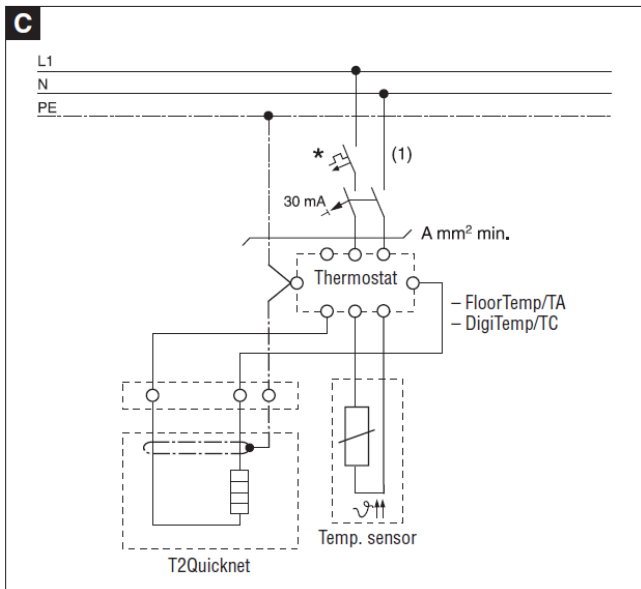 C
L1
N
PE
*
(1)
30 mA
A mm² min.
Thermostat
– FloorTemp/TA
– DigiTemp/TC
ϑ
Temp. sensor
T2Quicknet